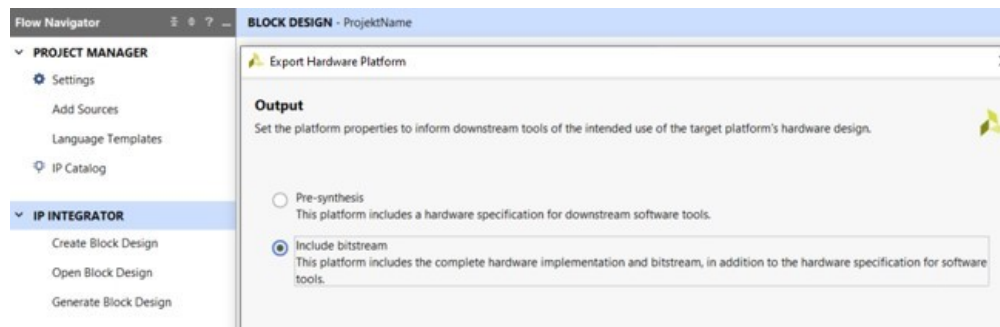 Flow Navigator
PROJECT MANAGER
Settings
Add Sources
Language Templates
IP Catalog
IP INTEGRATOR
Create Block Design
Open Block Design
Generate Block Design
BLOCK DESIGN - ProjektName
Export Hardware Platform
Output
Set the platform properties to inform downstream tools of the intended use of the target platform's hardware design.
Pre-synthesis
This platform includes a hardware specification for downstream software tools.
Include bitstream
This platform includes the complete hardware implementation and bitstream, in addition to the hardware specification for software
tools.